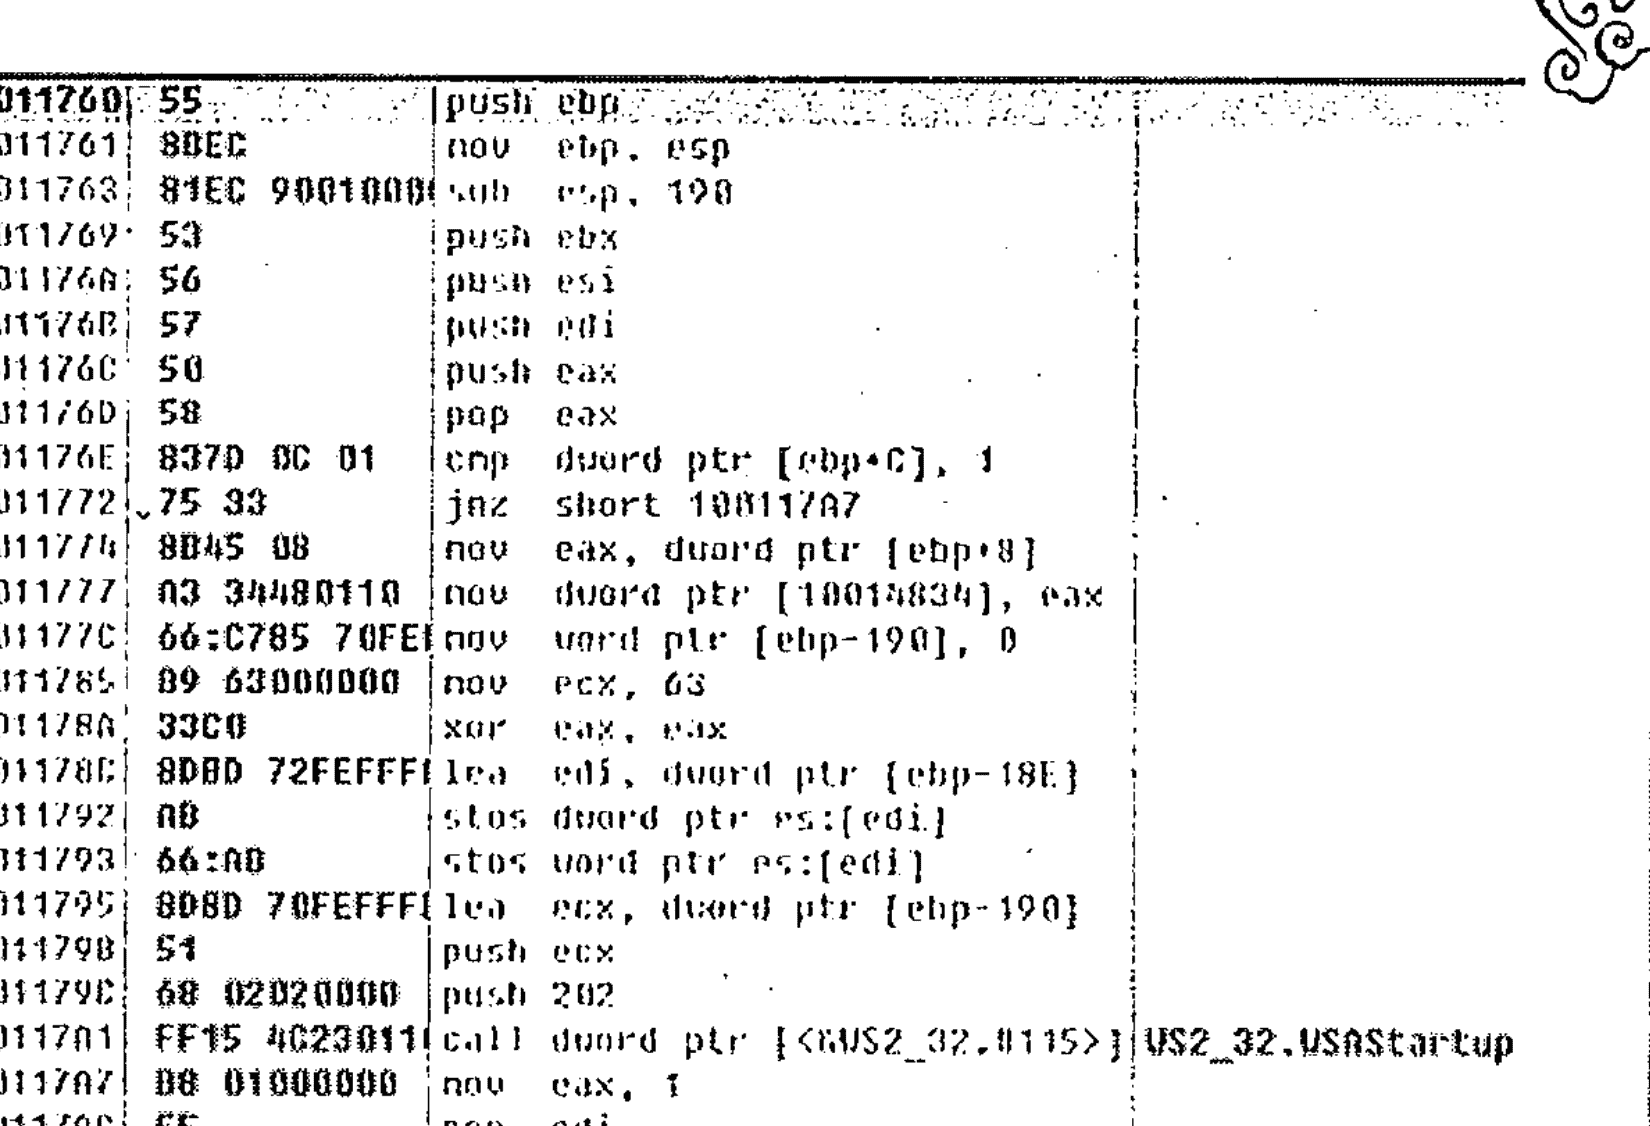 011760 55 push ebp
011761 8BEC mov ebp, esp
011763 81EC 9001000 sub esp, 190
011769 53 push ebx
01176A 56 push esi
01176B 57 push edi
01176C 50 push eax
01176D 58 pop eax
01176E 837D 0C 01 cmp dword ptr [ebp+C], 1
011772 75 33 jnz short 100117A7
011774 8B45 08 mov eax, dword ptr [ebp+8]
011777 A3 34480110 mov dword ptr [10014834], eax
01177C 66:C785 70FE mov word ptr [ebp-190], 0
011785 B9 63000000 mov ecx, 63
01178A 33C0 xor eax, eax
01178C 8DBD 72FEFFF lea edi, dword ptr [ebp-18E]
011792 AB stos dword ptr es:[edi]
011793 66:AB stos word ptr es:[edi]
011795 8D8D 70FEFFF lea ecx, dword ptr [ebp-190]
01179B 51 push ecx
01179C 68 02020000 push 202
0117A1 FF15 4C23011 call dword ptr [<&WS2_32.#115>] WS2_32.WSAStartup
0117A7 B8 01000000 mov eax, 1